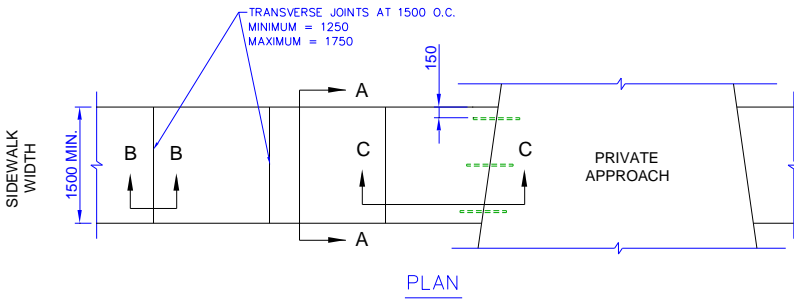 TRANSVERSE JOINTS AT 1500 O.C.
MINIMUM = 1250
MAXIMUM = 1750
150
A
SIDEWALK
WIDTH
1500 MIN.
B B
C C
PRIVATE
APPROACH
A
PLAN